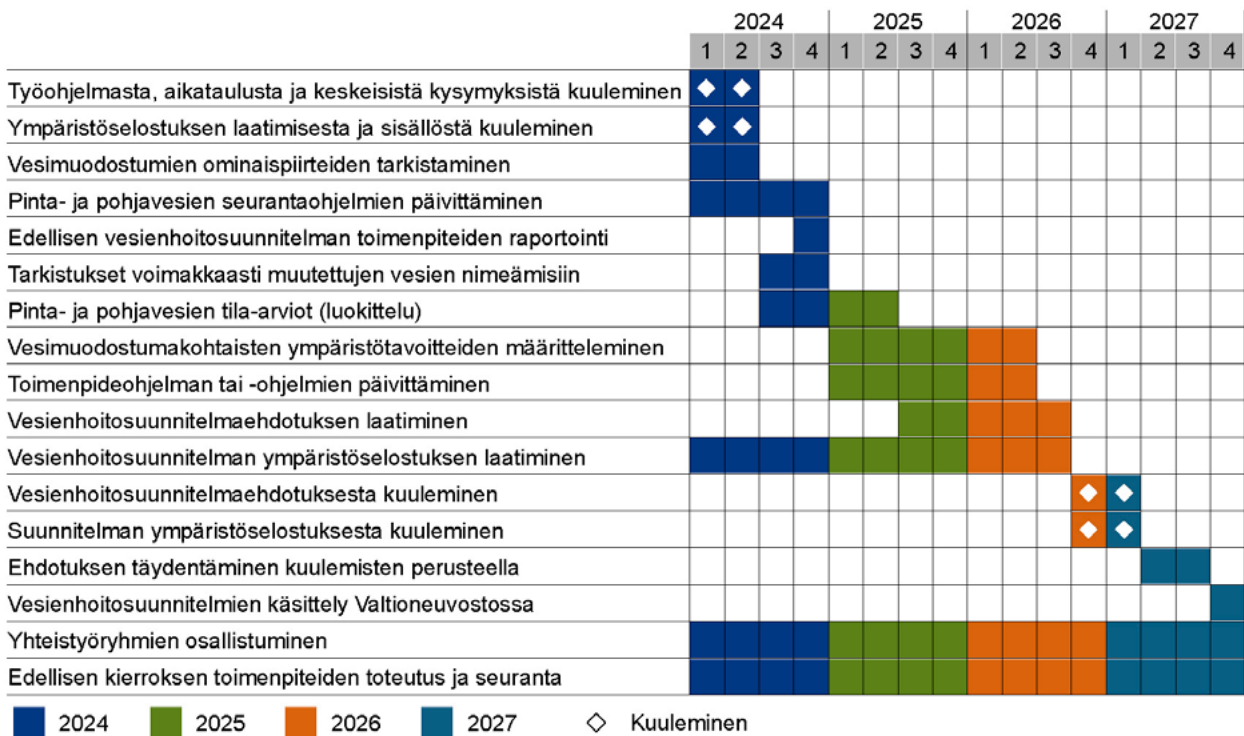 2024 2025 2026 2027
1 2 3 4 1 2 3 4 1 2 3 4 1 2 3 4
Työohjelmasta, aikataulusta ja keskeisistä kysymyksistä kuuleminen
Ympäristöselostuksen laatimisesta ja sisällöstä kuuleminen
Vesimuodostumien ominaispiirteiden tarkistaminen
Pinta- ja pohjavesien seurantaohjelmien päivittäminen
Edellisen vesienhoitosuunnitelman toimenpiteiden raportointi
Tarkistukset voimakkaasti muutettujen vesien nimeämisiin
Pinta- ja pohjavesien tila-arviot (luokittelu)
Vesimuodostumakohtaisten ympäristötavoitteiden määritteleminen
Toimenpideohjelman tai -ohjelmien päivittäminen
Vesienhoitosuunnitelmaehdotuksen laatiminen
Vesienhoitosuunnitelman ympäristöselostuksen laatiminen
Vesienhoitosuunnitelmaehdotuksesta kuuleminen
Suunnitelman ympäristöselostuksesta kuuleminen
Ehdotuksen täydentäminen kuulemisten perusteella
Vesienhoitosuunnitelmien käsittely Valtioneuvostossa
Yhteistyöryhmien osallistuminen
Edellisen kierroksen toimenpiteiden toteutus ja seuranta
2024 2025 2026 2027 Kuuleminen